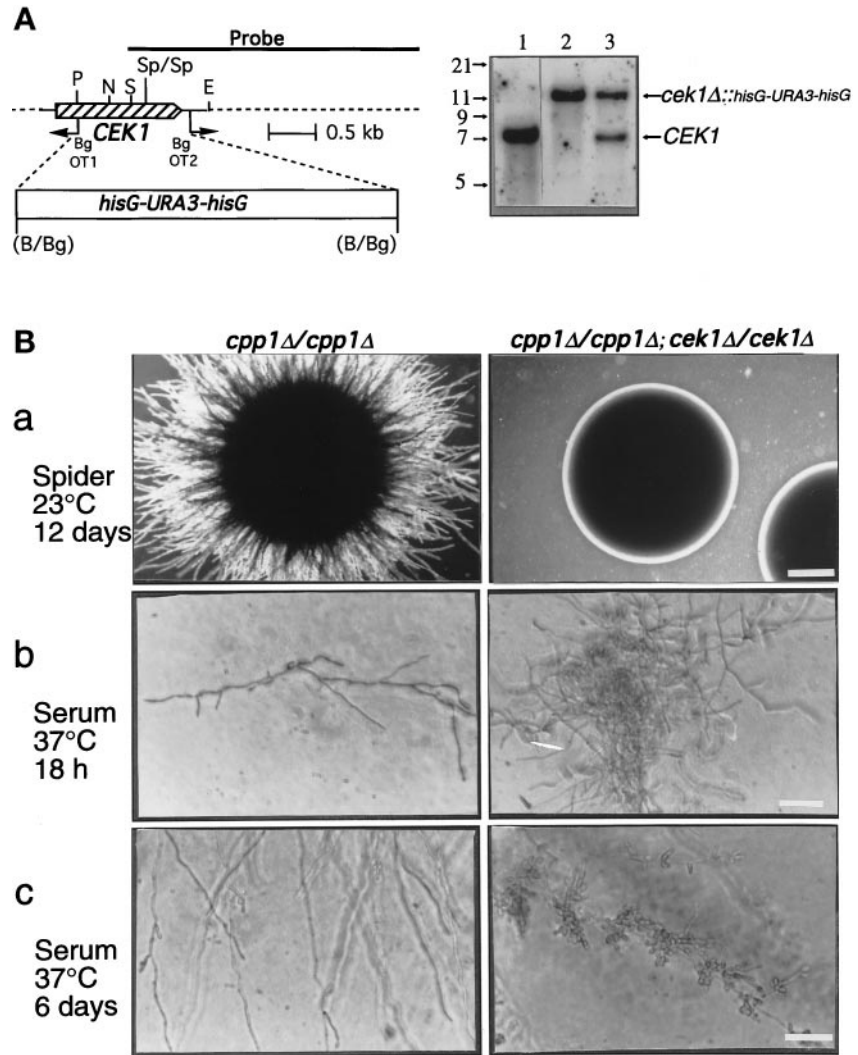 A
Probe
Sp/Sp
P N S E
CEK1
0.5 kb
Bg Bg
OT1 OT2
hisG-URA3-hisG
(B/Bg) (B/Bg)
1 2 3
21
11 cek1Δ::hisG-URA3-hisG
9
7 CEK1
5
B
cpp1Δ/cpp1Δ cpp1Δ/cpp1Δ; cek1Δ/cek1Δ
a
Spider
23°C
12 days
b
Serum
37°C
18 h
c
Serum
37°C
6 days